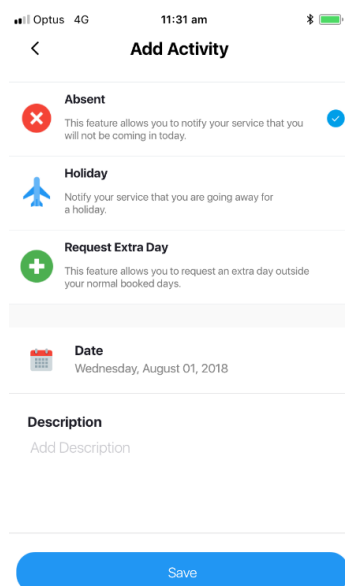 Optus 4G 11:31 am
Add Activity
Absent
This feature allows you to notify your service that you
will not be coming in today.
Holiday
Notify your service that you are going away for
a holiday.
Request Extra Day
This feature allows you to request an extra day outside
your normal booked days.
Date
Wednesday, August 01, 2018
Description
Add Description
Save